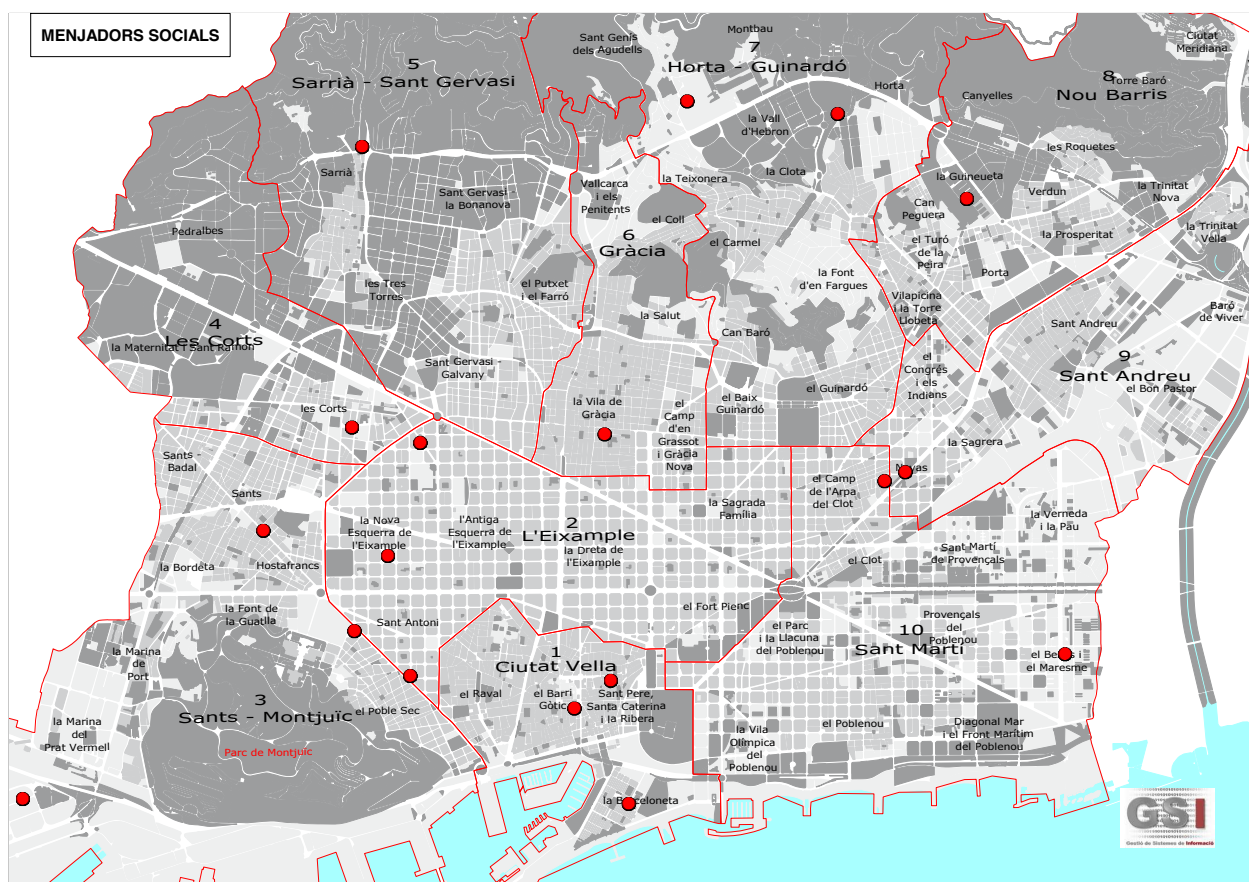 MENJADORS SOCIALS
Sant Genís
dels Agudells
Montbau
Ciutat
Meridiana
5
Sarrià - Sant Gervasi
7
Horta - Guinardó
8
Torre Baró
Nou Barris
Horta
Canyelles
la Vall
d'Hebron
les Roquetes
Sarrià
Sant Gervasi
la Bonanova
Vallcarca
i els
Penitents
la Teixonera
la Clota
la Guineueta
Verdun
la Trinitat
Nova
Can
Peguera
Pedralbes
el Coll
6
Gràcia
el Carmel
el Turó
de la
Peira
la Prosperitat
la Trinitat
Vella
les Tres
Torres
el Putxet
i el Farró
la Font
d'en Fargues
Porta
Vilapicina
i la Torre
Llobeta
Baró
de Viver
4
Les Corts
la Maternitat i Sant Ramon
la Salut
Can Baró
Sant Andreu
Sant Gervasi -
Galvany
el
Congrés
i els
Indians
9
Sant Andreu
el Bon Pastor
les Corts
la Vila de
Gràcia
el
Camp
d'en
Grassot
i Gràcia
Nova
el Baix
Guinardó
el Guinardó
Sants -
Badal
la Sagrera
Sants
Navas
el Camp
de l'Arpa
del Clot
la Sagrada
Família
la Nova
Esquerra de
l'Eixample
l'Antiga
Esquerra de
l'Eixample
2
L'Eixample
la Dreta de
l'Eixample
la Verneda
i la Pau
Sant Martí
de Provençals
el Clot
la Bordeta
Hostafrancs
la Font de
la Guatlla
Sant Antoni
el Fort Pienc
el Parc
i la Llacuna
del Poblenou
Provençals
del
Poblenou
10
Sant Martí
el Besòs i
el Maresme
la Marina
de
Port
1
Ciutat Vella
el Raval
el Barri
Gòtic
Sant Pere,
Santa Caterina
i la Ribera
3
Sants - Montjuïc
el Poble Sec
la Marina
del
Prat Vermell
Parc de Montjuïc
la Vila
Olímpica
del
Poblenou
el Poblenou
Diagonal Mar
i el Front Marítim
del Poblenou
la Barceloneta
GSI
Gestió de Sistemes de Informació